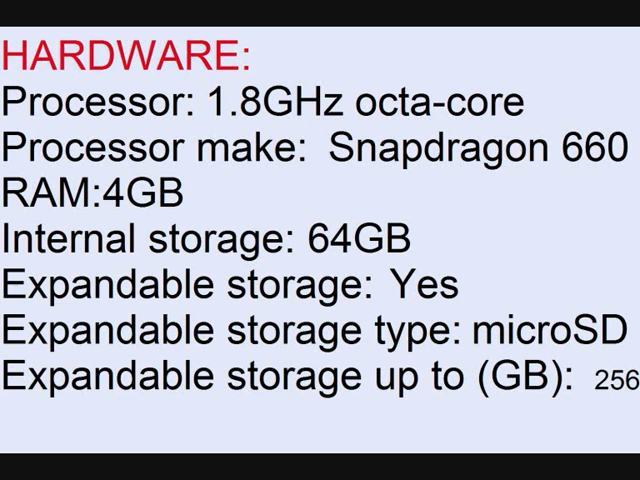 HARDWARE:
Processor: 1.8GHz octa-core
Processor make: Snapdragon 660
RAM:4GB
Internal storage: 64GB
Expandable storage: Yes
Expandable storage type: microSD
Expandable storage up to (GB): 256